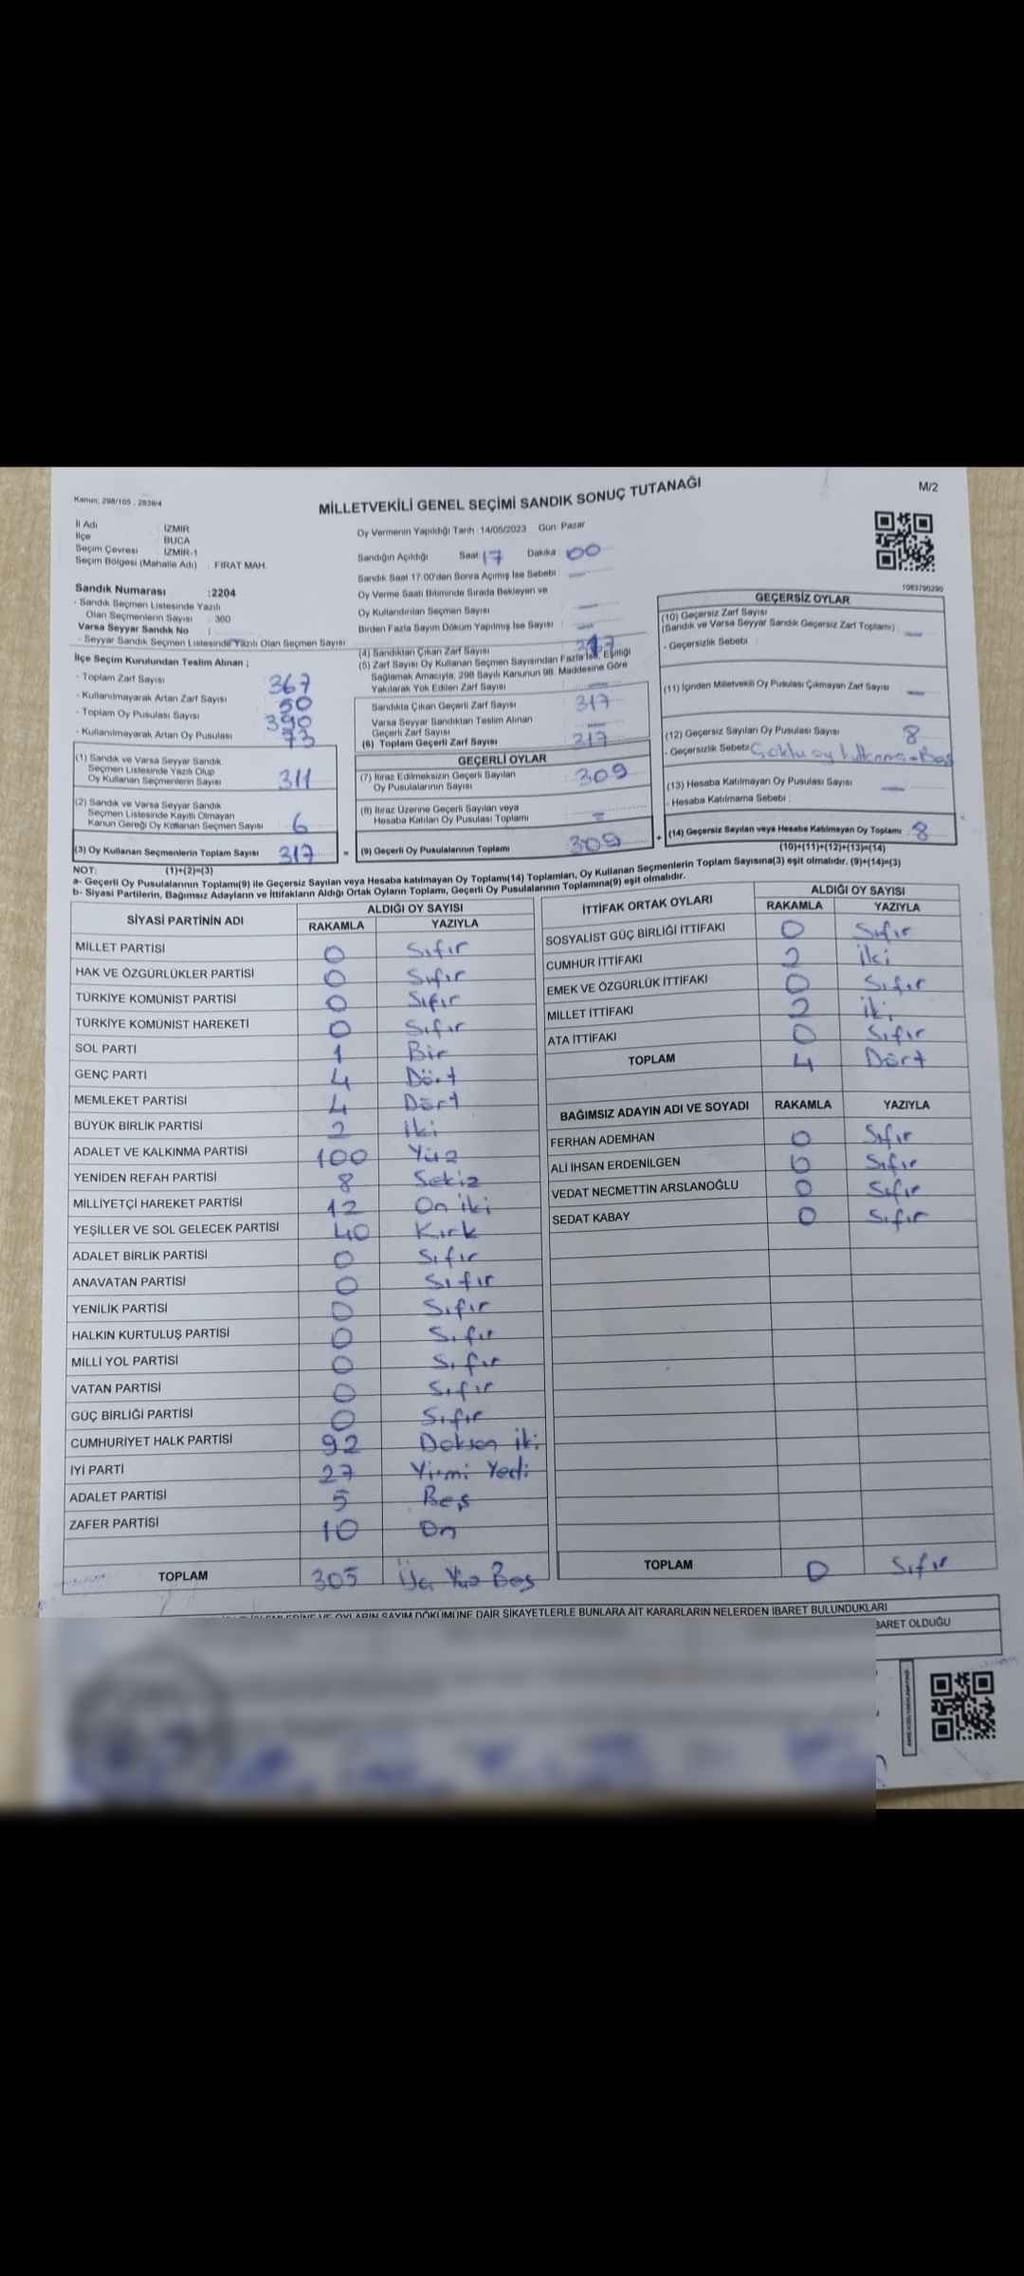 Kanun: 298/105 , 2839/4
MİLLETVEKİLİ GENEL SEÇİMİ SANDIK SONUÇ TUTANAĞI
M/2
İl Adı : İZMİR
İlçe : BUCA
Seçim Çevresi : İZMİR-1
Seçim Bölgesi (Mahalle Adı) : FIRAT MAH.
Sandık Numarası :2204
- Sandık Seçmen Listesinde Yazılı
Olan Seçmenlerin Sayısı : 360
Varsa Seyyar Sandık No :
- Seyyar Sandık Seçmen Listesinde Yazılı Olan Seçmen Sayısı
İlçe Seçim Kurulundan Teslim Alınan ;
- Toplam Zarf Sayısı 367
- Kullanılmayarak Artan Zarf Sayısı 50
- Toplam Oy Pusulası Sayısı 390
- Kullanılmayarak Artan Oy Pusulası 73
(1) Sandık ve Varsa Seyyar Sandık
Seçmen Listesinde Yazılı Olup
Oy Kullanan Seçmenlerin Sayısı 311
(2) Sandık ve Varsa Seyyar Sandık
Seçmen Listesinde Kayıtlı Olmayan
Kanun Gereği Oy Kullanan Seçmen Sayısı 6
(3) Oy Kullanan Seçmenlerin Toplam Sayısı 317 =
(1)+(2)=(3)
Oy Vermenin Yapıldığı Tarih :14/05/2023 Gün: Pazar
Sandığın Açıldığı Saat 17 Dakika 00
Sandık Saat 17.00'den Sonra Açılmış İse Sebebi : —
Oy Verme Saati Bitiminde Sırada Bekleyen ve
Oy Kullandırılan Seçmen Sayısı : —
Birden Fazla Sayım Döküm Yapılmış İse Sayısı : —
(4) Sandıktan Çıkan Zarf Sayısı : 317
(5) Zarf Sayısı Oy Kullanan Seçmen Sayısından Fazla İse, Eşitliği
Sağlamak Amacıyla, 298 Sayılı Kanunun 98. Maddesine Göre
Yakılarak Yok Edilen Zarf Sayısı : —
Sandıkta Çıkan Geçerli Zarf Sayısı : 317
Varsa Seyyar Sandıktan Teslim Alınan
Geçerli Zarf Sayısı : —
(6) Toplam Geçerli Zarf Sayısı : 317
GEÇERLİ OYLAR
(7) İtiraz Edilmeksizin Geçerli Sayılan
Oy Pusulalarının Sayısı : 309
(8) İtiraz Üzerine Geçerli Sayılan veya
Hesaba Katılan Oy Pusulası Toplamı : —
(9) Geçerli Oy Pusulalarının Toplamı : 309 +
1083790290
GEÇERSİZ OYLAR
(10) Geçersiz Zarf Sayısı
(Sandık ve Varsa Seyyar Sandık Geçersiz Zarf Toplamı) : —
- Geçersizlik Sebebi :
(11) İçinden Milletvekili Oy Pusulası Çıkmayan Zarf Sayısı : —
(12) Geçersiz Sayılan Oy Pusulası Sayısı : 8
- Geçersizlik Sebebi: Çoklu oy kullanma - Boş
(13) Hesaba Katılmayan Oy Pusulası Sayısı : —
- Hesaba Katılmama Sebebi :
(14) Geçersiz Sayılan veya Hesaba Katılmayan Oy Toplamı : 8
(10)+(11)+(12)+(13)=(14)
NOT:
a- Geçerli Oy Pusulalarının Toplamı(9) ile Geçersiz Sayılan veya Hesaba katılmayan Oy Toplamı(14) Toplamları, Oy Kullanan Seçmenlerin Toplam Sayısına(3) eşit olmalıdır. (9)+(14)=(3)
b- Siyasi Partilerin, Bağımsız Adayların ve İttifakların Aldığı Ortak Oyların Toplamı, Geçerli Oy Pusulalarının Toplamına(9) eşit olmalıdır.
SİYASİ PARTİNİN ADI ALDIĞI OY SAYISI
RAKAMLA YAZIYLA
MİLLET PARTİSİ 0 Sıfır
HAK VE ÖZGÜRLÜKLER PARTİSİ 0 Sıfır
TÜRKİYE KOMÜNİST PARTİSİ 0 Sıfır
TÜRKİYE KOMÜNİST HAREKETİ 0 Sıfır
SOL PARTİ 1 Bir
GENÇ PARTİ 4 Dört
MEMLEKET PARTİSİ 4 Dört
BÜYÜK BİRLİK PARTİSİ 2 İki
ADALET VE KALKINMA PARTİSİ 100 Yüz
YENİDEN REFAH PARTİSİ 8 Sekiz
MİLLİYETÇİ HAREKET PARTİSİ 12 On iki
YEŞİLLER VE SOL GELECEK PARTİSİ 40 Kırk
ADALET BİRLİK PARTİSİ 0 Sıfır
ANAVATAN PARTİSİ 0 Sıfır
YENİLİK PARTİSİ 0 Sıfır
HALKIN KURTULUŞ PARTİSİ 0 Sıfır
MİLLİ YOL PARTİSİ 0 Sıfır
VATAN PARTİSİ 0 Sıfır
GÜÇ BİRLİĞİ PARTİSİ 0 Sıfır
CUMHURİYET HALK PARTİSİ 92 Doksan iki
İYİ PARTİ 27 Yirmi Yedi
ADALET PARTİSİ 5 Beş
ZAFER PARTİSİ 10 On
TOPLAM 305 Üç Yüz Beş
İTTİFAK ORTAK OYLARI ALDIĞI OY SAYISI
RAKAMLA YAZIYLA
SOSYALİST GÜÇ BİRLİĞİ İTTİFAKI 0 Sıfır
CUMHUR İTTİFAKI 2 İki
EMEK VE ÖZGÜRLÜK İTTİFAKI 0 Sıfır
MİLLET İTTİFAKI 2 İki
ATA İTTİFAKI 0 Sıfır
TOPLAM 4 Dört
BAĞIMSIZ ADAYIN ADI VE SOYADI RAKAMLA YAZIYLA
FERHAN ADEMHAN 0 Sıfır
ALİ İHSAN ERDENİLGEN 0 Sıfır
VEDAT NECMETTİN ARSLANOĞLU 0 Sıfır
SEDAT KABAY 0 Sıfır
TOPLAM 0 Sıfır
OYLARIN SAYIM DÖKÜMÜNE DAİR ŞİKAYETLERLE BUNLARA AİT KARARLARIN NELERDEN İBARET BULUNDUKLARI
BARET OLDUĞU